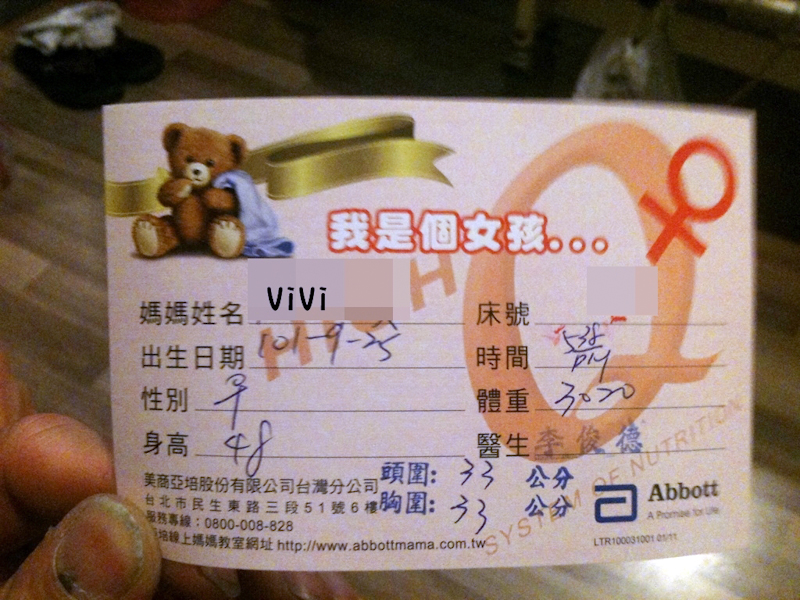 我是個女孩...
媽媽姓名 ViVi 床號
出生日期 101-9-25 時間 538 PM
性別 體重 3020
身高 48 醫生 李俊德
頭圍: 33 公分
胸圍: 33 公分
美商亞培股份有限公司台灣分公司
台北市民生東路三段51號6樓
服務專線:0800-008-828
培線上媽媽教室網址 http://www.abbottmama.com.tw
HIGH Q
SYSTEM OF NUTRITION
Abbott
A Promise for Life
LTR100031001 01/11